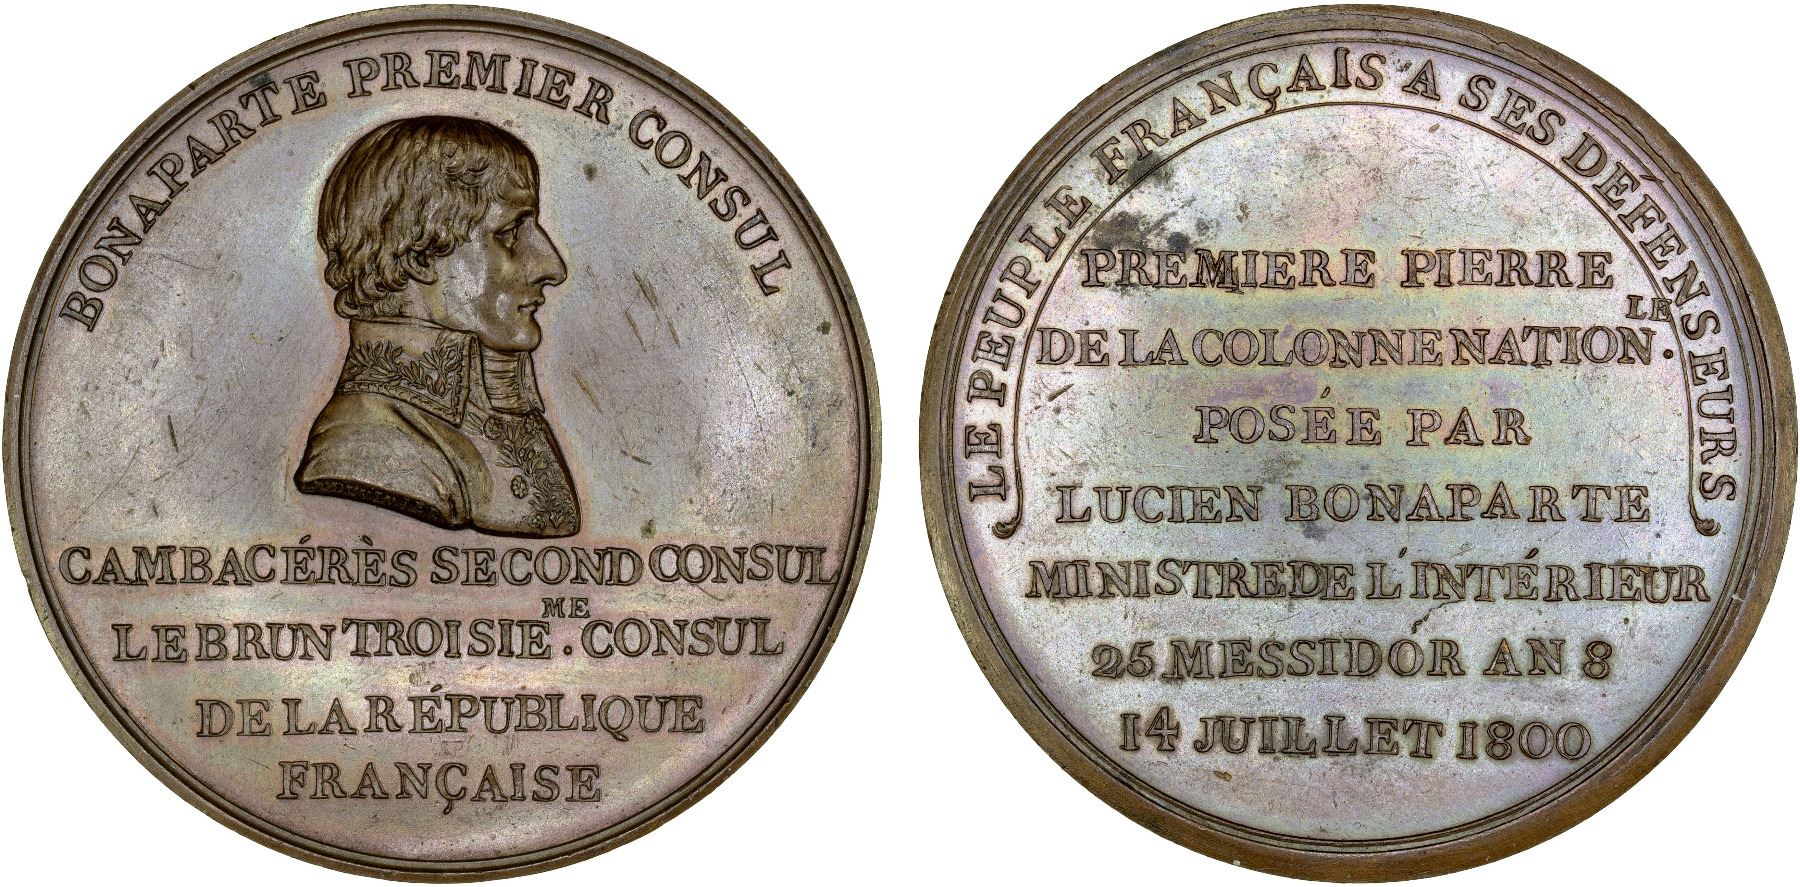 BONAPARTE PREMIER CONSUL
CAMBACÉRÈS SECOND CONSUL
LEBRUN TROISIE.ME CONSUL
DE LA RÉPUBLIQUE
FRANÇAISE
LE PEUPLE FRANÇAIS A SES DÉFENSEURS
PREMIERE PIERRE
DE LA COLONNE NATION.LE
POSÉE PAR
LUCIEN BONAPARTE
MINISTRE DE L'INTÉRIEUR
25 MESSIDOR AN 8
14 JUILLET 1800